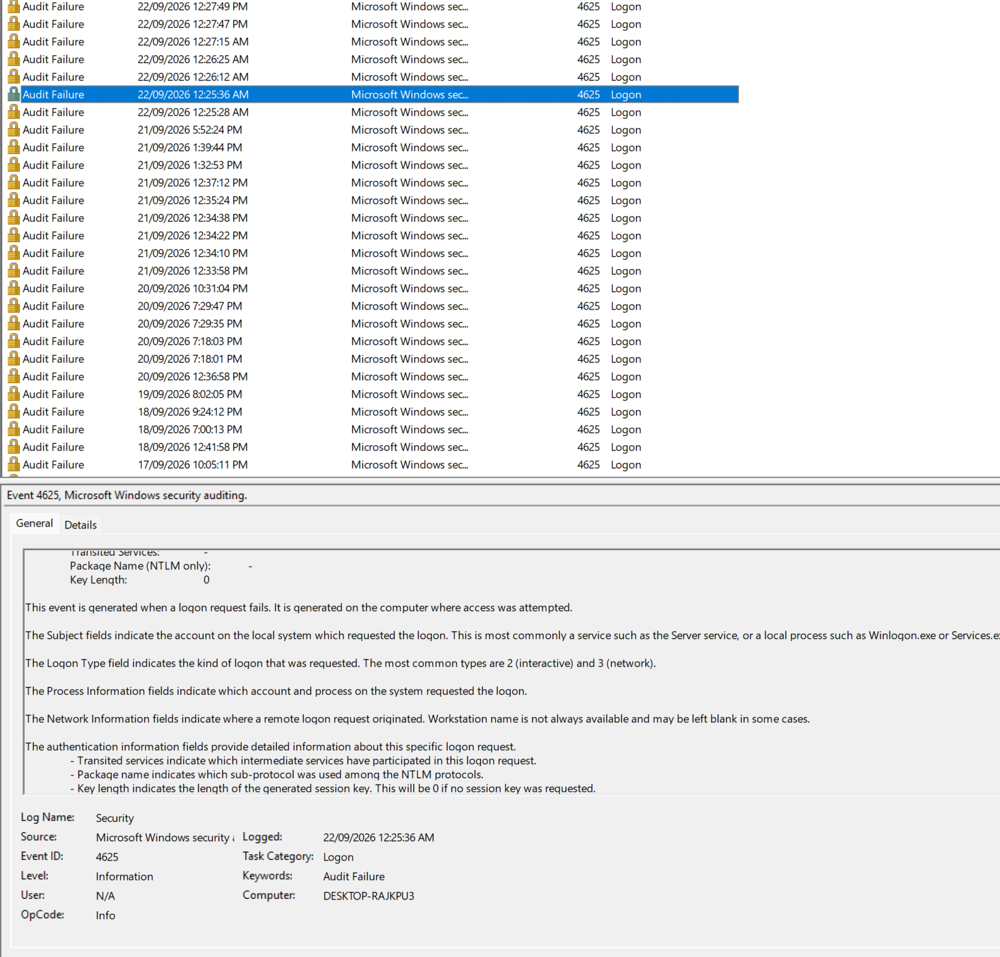 Audit Failure 22/09/2026 12:27:49 PM Microsoft Windows sec... 4625 Logon
Audit Failure 22/09/2026 12:27:47 PM Microsoft Windows sec... 4625 Logon
Audit Failure 22/09/2026 12:27:15 AM Microsoft Windows sec... 4625 Logon
Audit Failure 22/09/2026 12:26:25 AM Microsoft Windows sec... 4625 Logon
Audit Failure 22/09/2026 12:26:12 AM Microsoft Windows sec... 4625 Logon
Audit Failure 22/09/2026 12:25:36 AM Microsoft Windows sec... 4625 Logon
Audit Failure 22/09/2026 12:25:28 AM Microsoft Windows sec... 4625 Logon
Audit Failure 21/09/2026 5:52:24 PM Microsoft Windows sec... 4625 Logon
Audit Failure 21/09/2026 1:39:44 PM Microsoft Windows sec... 4625 Logon
Audit Failure 21/09/2026 1:32:53 PM Microsoft Windows sec... 4625 Logon
Audit Failure 21/09/2026 12:37:12 PM Microsoft Windows sec... 4625 Logon
Audit Failure 21/09/2026 12:35:24 PM Microsoft Windows sec... 4625 Logon
Audit Failure 21/09/2026 12:34:38 PM Microsoft Windows sec... 4625 Logon
Audit Failure 21/09/2026 12:34:22 PM Microsoft Windows sec... 4625 Logon
Audit Failure 21/09/2026 12:34:10 PM Microsoft Windows sec... 4625 Logon
Audit Failure 21/09/2026 12:33:58 PM Microsoft Windows sec... 4625 Logon
Audit Failure 20/09/2026 10:31:04 PM Microsoft Windows sec... 4625 Logon
Audit Failure 20/09/2026 7:29:47 PM Microsoft Windows sec... 4625 Logon
Audit Failure 20/09/2026 7:29:35 PM Microsoft Windows sec... 4625 Logon
Audit Failure 20/09/2026 7:18:03 PM Microsoft Windows sec... 4625 Logon
Audit Failure 20/09/2026 7:18:01 PM Microsoft Windows sec... 4625 Logon
Audit Failure 20/09/2026 12:36:58 PM Microsoft Windows sec... 4625 Logon
Audit Failure 19/09/2026 8:02:05 PM Microsoft Windows sec... 4625 Logon
Audit Failure 18/09/2026 9:24:12 PM Microsoft Windows sec... 4625 Logon
Audit Failure 18/09/2026 7:00:13 PM Microsoft Windows sec... 4625 Logon
Audit Failure 18/09/2026 12:41:58 PM Microsoft Windows sec... 4625 Logon
Audit Failure 17/09/2026 10:05:11 PM Microsoft Windows sec... 4625 Logon
Event 4625, Microsoft Windows security auditing.
General Details
Transited Services: -
Package Name (NTLM only): -
Key Length: 0
This event is generated when a logon request fails. It is generated on the computer where access was attempted.
The Subject fields indicate the account on the local system which requested the logon. This is most commonly a service such as the Server service, or a local process such as Winlogon.exe or Services.e
The Logon Type field indicates the kind of logon that was requested. The most common types are 2 (interactive) and 3 (network).
The Process Information fields indicate which account and process on the system requested the logon.
The Network Information fields indicate where a remote logon request originated. Workstation name is not always available and may be left blank in some cases.
The authentication information fields provide detailed information about this specific logon request.
- Transited services indicate which intermediate services have participated in this logon request.
- Package name indicates which sub-protocol was used among the NTLM protocols.
- Key length indicates the length of the generated session key. This will be 0 if no session key was requested.
Log Name: Security
Source: Microsoft Windows security Logged: 22/09/2026 12:25:36 AM
Event ID: 4625 Task Category: Logon
Level: Information Keywords: Audit Failure
User: N/A Computer: DESKTOP-RAJKPU3
OpCode: Info